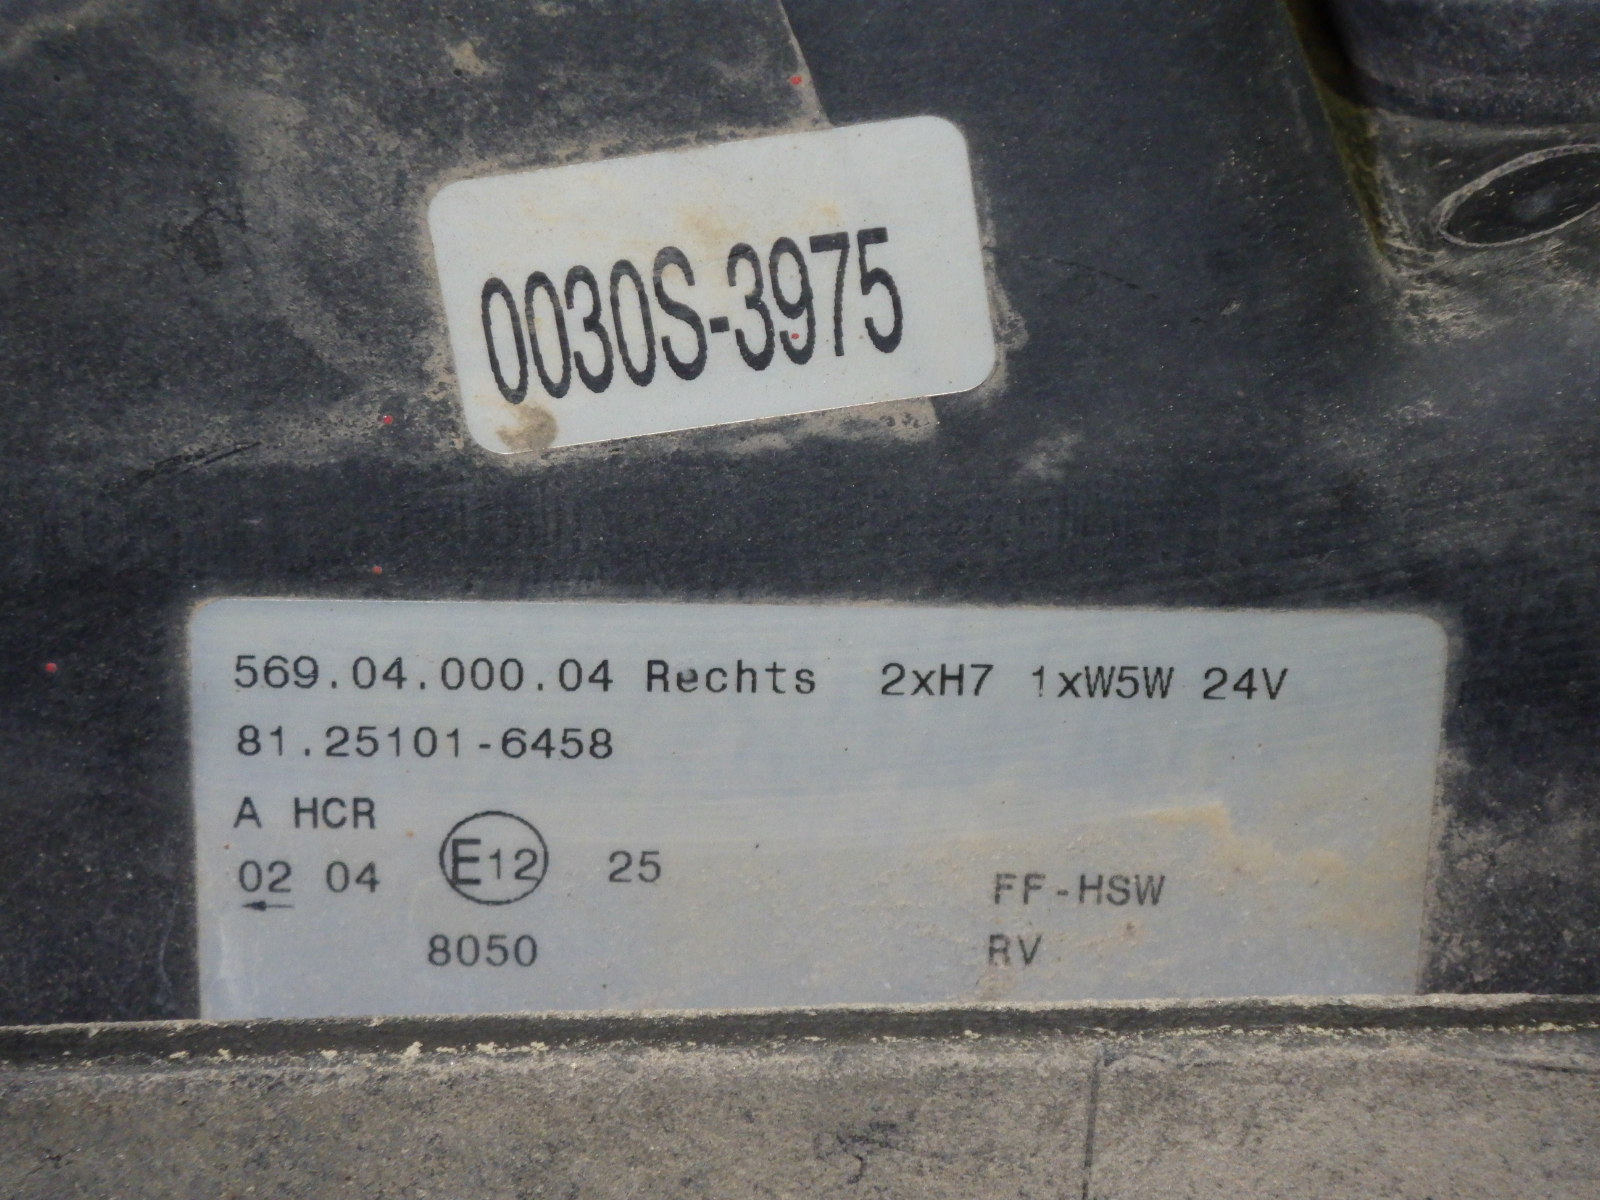 0030S-3975
569.04.000.04 Rechts 2xH7 1xW5W 24V
81.25101-6458
A HCR
02 04 E12 25 FF-HSW
8050 RV